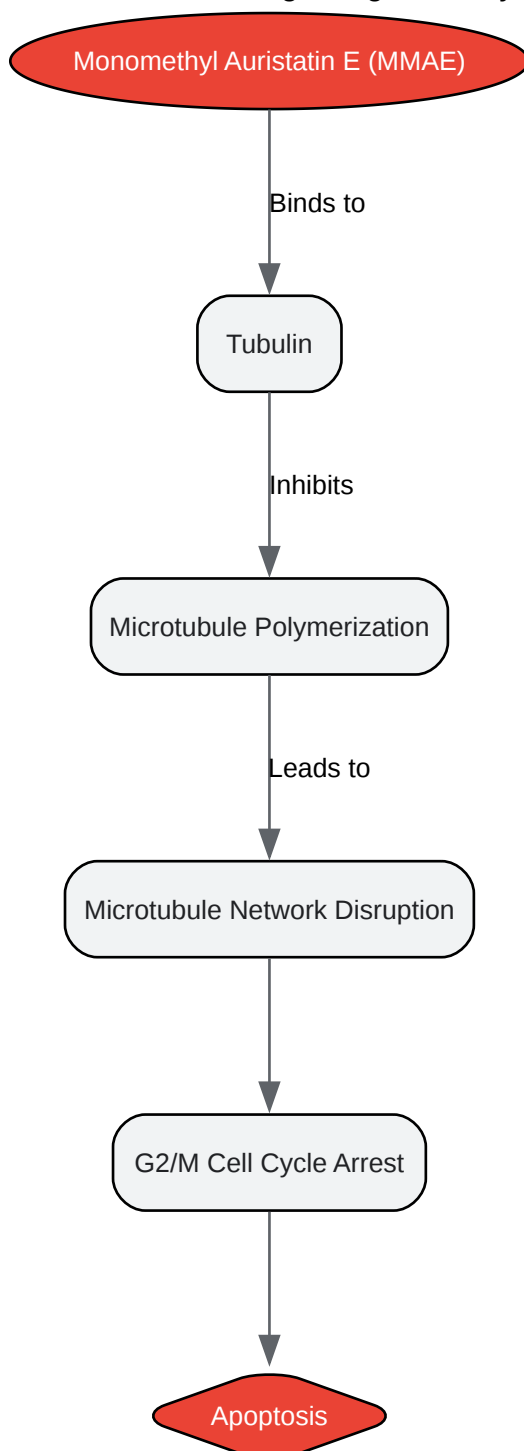 Monomethyl Auristatin E (MMAE)
Binds to
Tubulin
Inhibits
Microtubule Polymerization
Leads to
Microtubule Network Disruption
G2/M Cell Cycle Arrest
Apoptosis